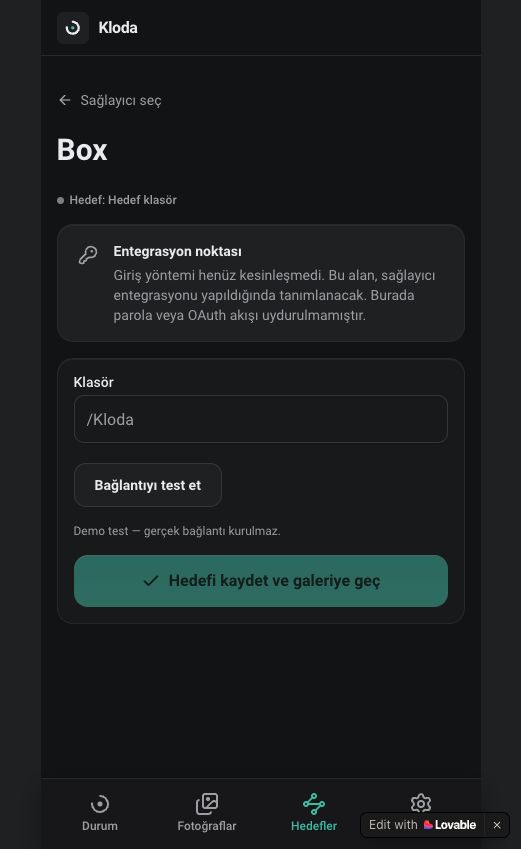 Kloda
Sağlayıcı seç
Box
Hedef: Hedef klasör
Entegrasyon noktası
Giriş yöntemi henüz kesinleşmedi. Bu alan, sağlayıcı
entegrasyonu yapıldığında tanımlanacak. Burada
parola veya OAuth akışı uydurulmamıştır.
Klasör
/Kloda
Bağlantıyı test et
Demo test — gerçek bağlantı kurulmaz.
Hedefi kaydet ve galeriye geç
Durum
Fotoğraflar
Hedefler
Edit with Lovable